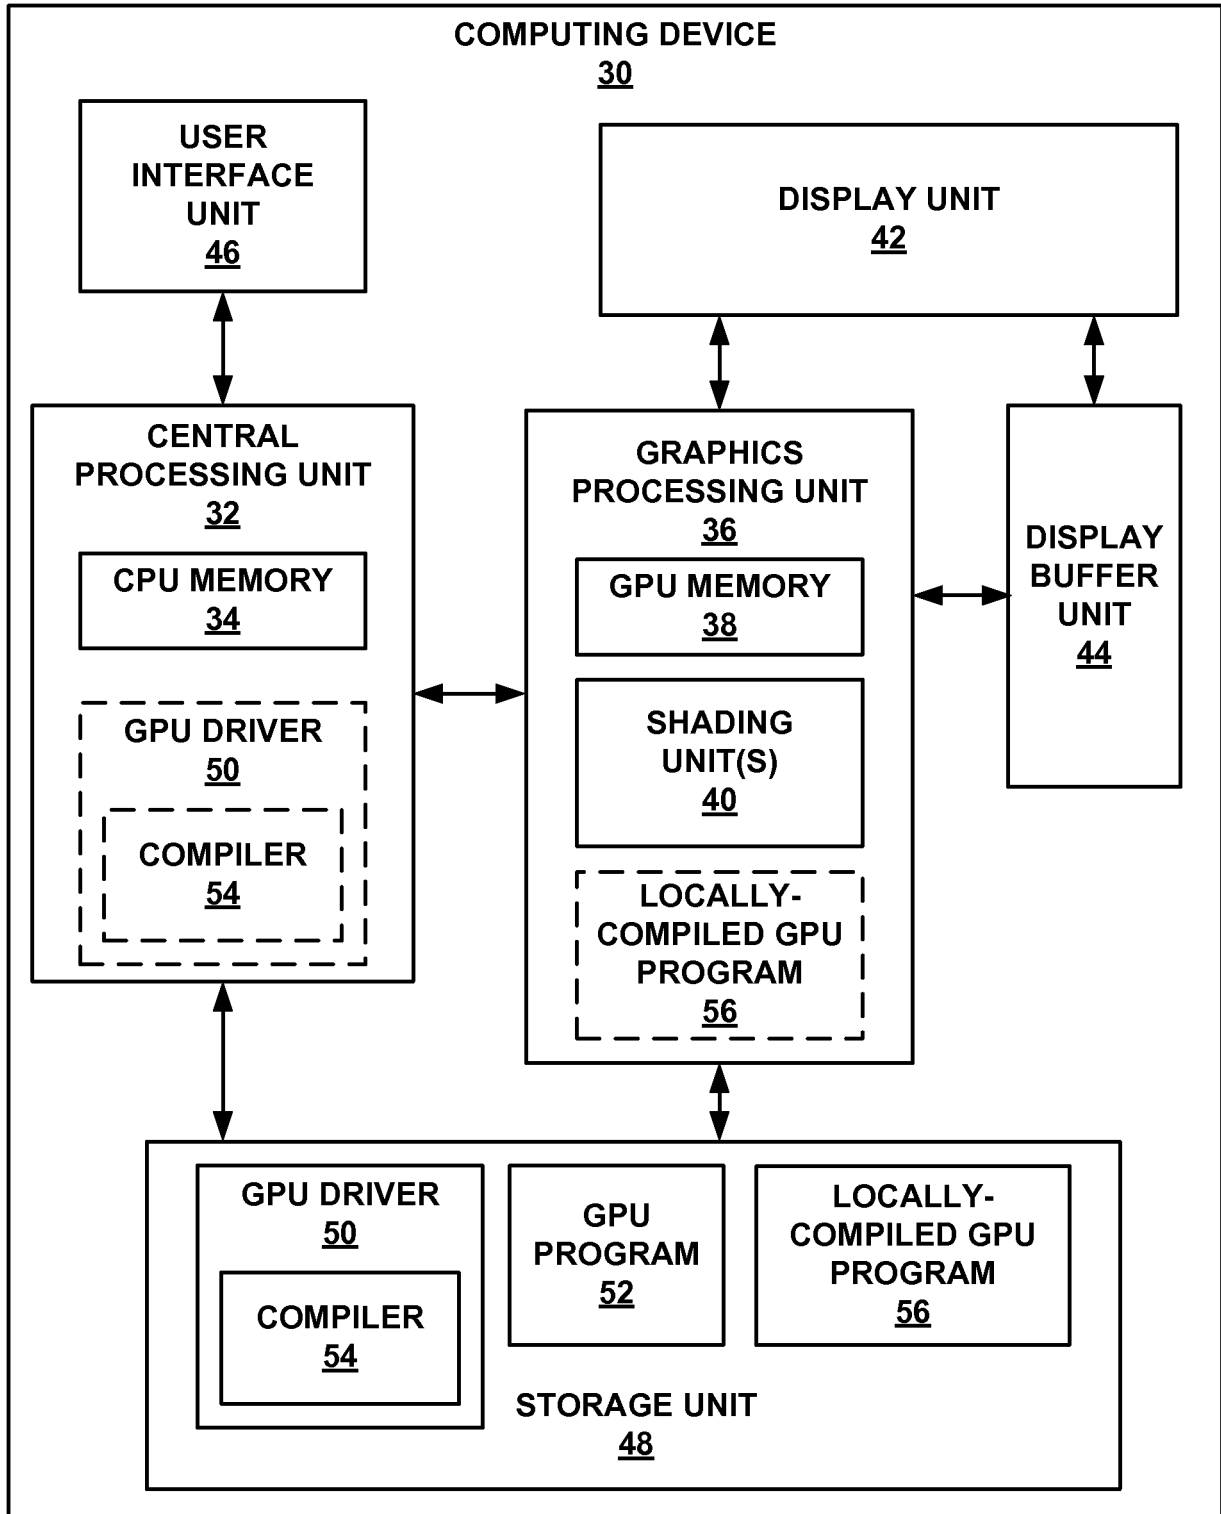 COMPUTING DEVICE
30
USER
INTERFACE
UNIT
46
DISPLAY UNIT
42
CENTRAL
PROCESSING UNIT
32
CPU MEMORY
34
GPU DRIVER
50
COMPILER
54
GRAPHICS
PROCESSING UNIT
36
GPU MEMORY
38
SHADING
UNIT(S)
40
LOCALLY-
COMPILED GPU
PROGRAM
56
DISPLAY
BUFFER
UNIT
44
GPU DRIVER
50
COMPILER
54
GPU
PROGRAM
52
LOCALLY-
COMPILED GPU
PROGRAM
56
STORAGE UNIT
48